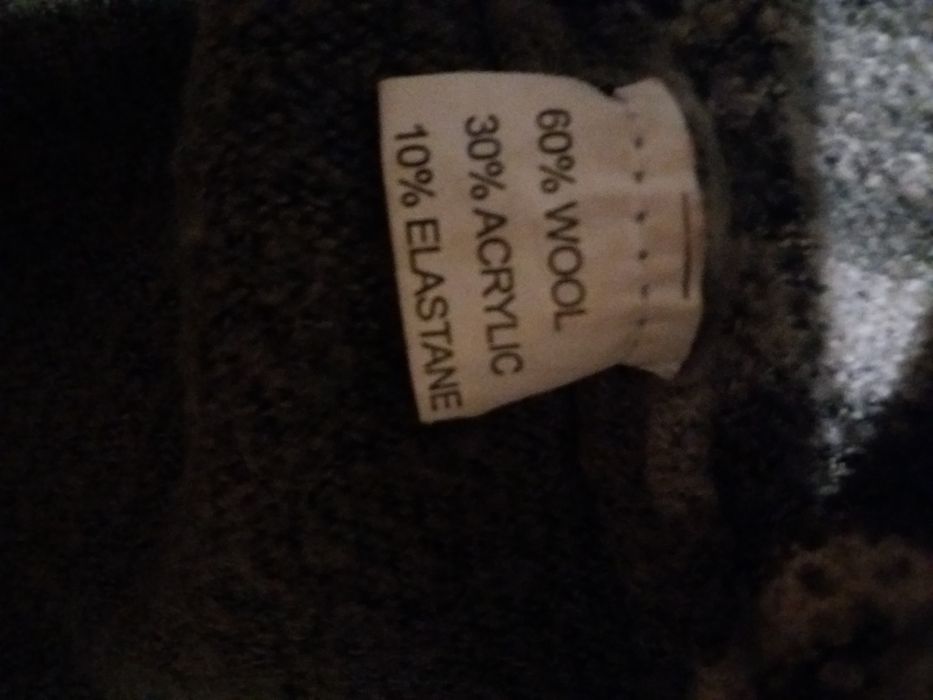 60% WOOL
30% ACRYLIC
10% ELASTANE